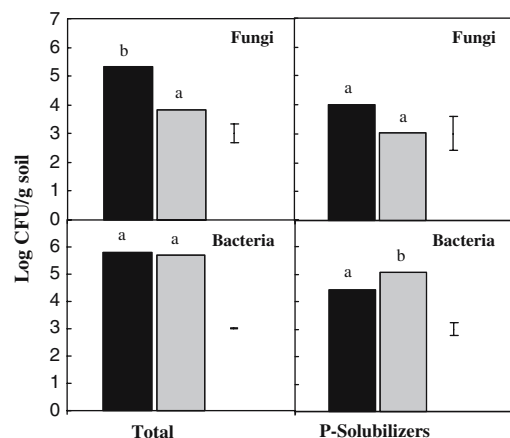 Log CFU/g soil
7
6
5
4
3
2
1
0
b
a
Fungi
a
a
Fungi
6
5
4
3
2
1
0
a
a
Bacteria
a
b
Bacteria
Total
P-Solubilizers